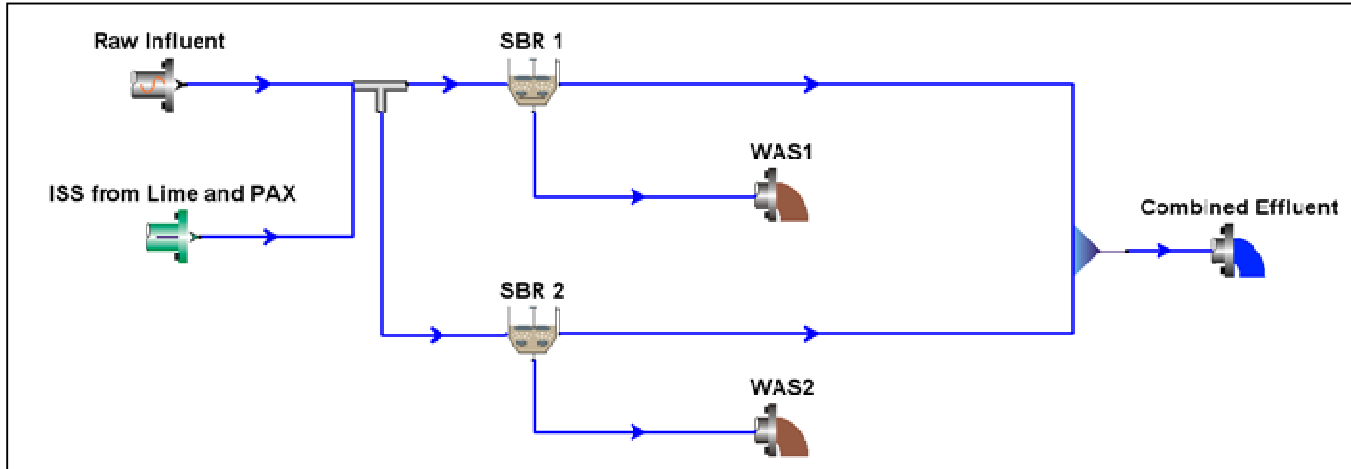 Raw Influent
SBR 1
WAS1
ISS from Lime and PAX
Combined Effluent
SBR 2
WAS2